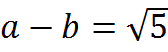 a − b = √5